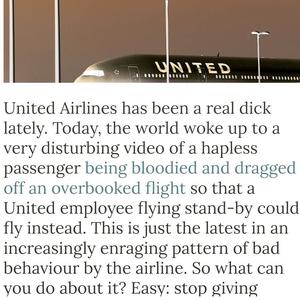 UNITED
United Airlines has been a real dick
lately. Today, the world woke up to a
very disturbing video of a hapless
passenger being bloodied and dragged
off an overbooked flight so that a
United employee flying stand-by could
fly instead. This is just the latest in an
increasingly enraging pattern of bad
behaviour by the airline. So what can
you do about it? Easy: stop giving